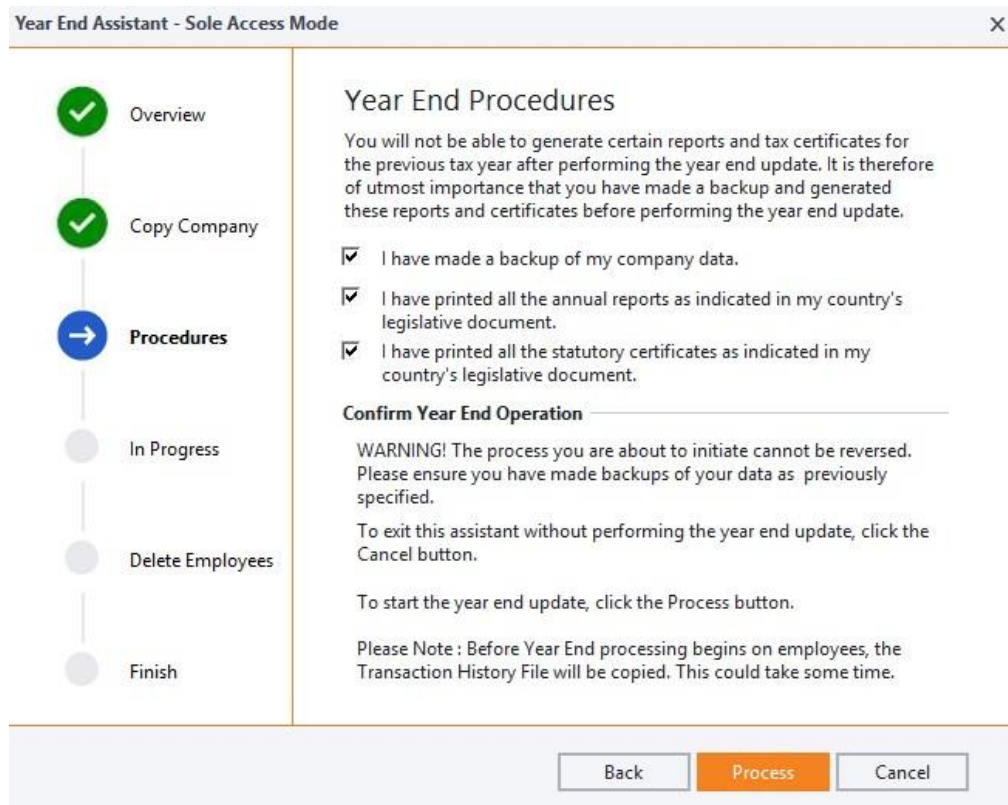 Year End Assistant - Sole Access Mode
X
Overview
Copy Company
Procedures
In Progress
Delete Employees
Finish
Year End Procedures
You will not be able to generate certain reports and tax certificates for
the previous tax year after performing the year end update. It is therefore
of utmost importance that you have made a backup and generated
these reports and certificates before performing the year end update.
I have made a backup of my company data.
I have printed all the annual reports as indicated in my country's
legislative document.
I have printed all the statutory certificates as indicated in my
country's legislative document.
Confirm Year End Operation
WARNING! The process you are about to initiate cannot be reversed.
Please ensure you have made backups of your data as  previously
specified.
To exit this assistant without performing the year end update, click the
Cancel button.
To start the year end update, click the Process button.
Please Note : Before Year End processing begins on employees, the
Transaction History File will be copied. This could take some time.
Back
Process
Cancel